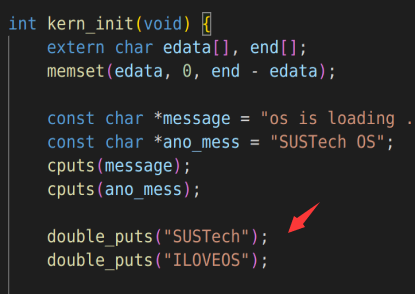 int kern_init(void) {
extern char edata[], end[];
memset(edata, 0, end - edata);
const char *message = "os is loading .
const char *ano_mess = "SUSTech OS";
cputs(message);
cputs(ano_mess);
double_puts("SUSTech");
double_puts("ILOVEOS");